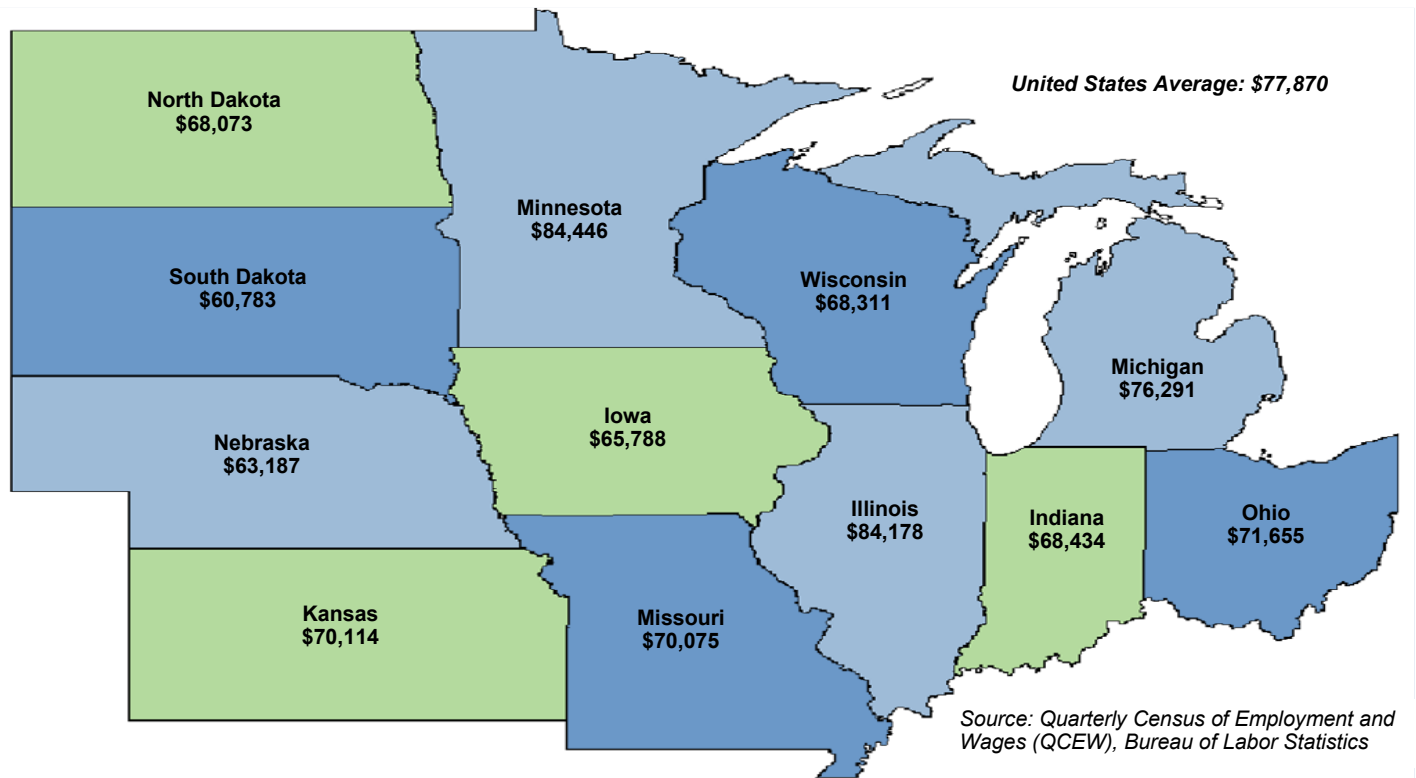 United States Average: $77,870
North Dakota
$68,073
Minnesota
$84,446
South Dakota
$60,783
Wisconsin
$68,311
Michigan
$76,291
Iowa
$65,788
Nebraska
$63,187
Illinois
$84,178
Indiana
$68,434
Ohio
$71,655
Kansas
$70,114
Missouri
$70,075
Source: Quarterly Census of Employment and
Wages (QCEW), Bureau of Labor Statistics